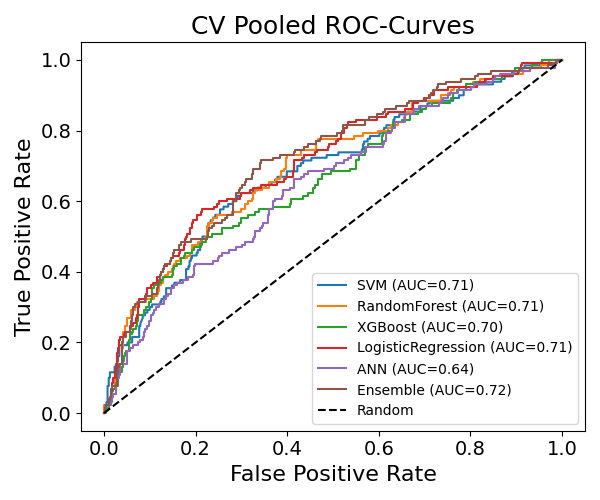 CV Pooled ROC-Curves
True Positive Rate
1.0
0.8
0.6
0.4
0.2
0.0
SVM (AUC=0.71)
RandomForest (AUC=0.71)
XGBoost (AUC=0.70)
LogisticRegression (AUC=0.71)
ANN (AUC=0.64)
Ensemble (AUC=0.72)
Random
0.0 0.2 0.4 0.6 0.8 1.0
False Positive Rate